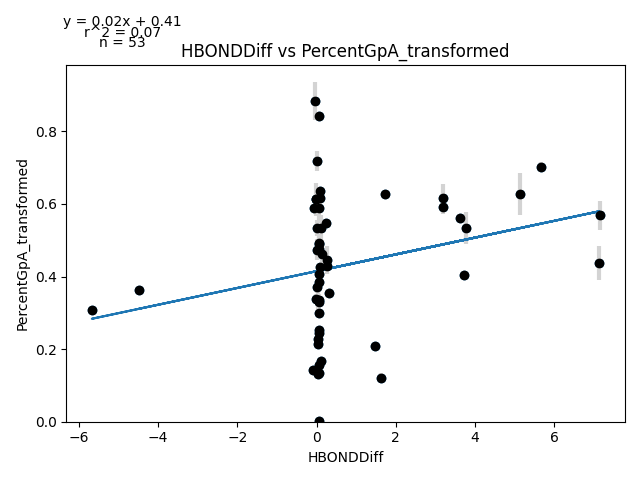 y = 0.02x + 0.41
r^2 = 0.07
n = 53
HBONDDiff vs PercentGpA_transformed
PercentGpA_transformed
0.8
0.6
0.4
0.2
0.0
−6
−4
−2
0
2
4
6
HBONDDiff